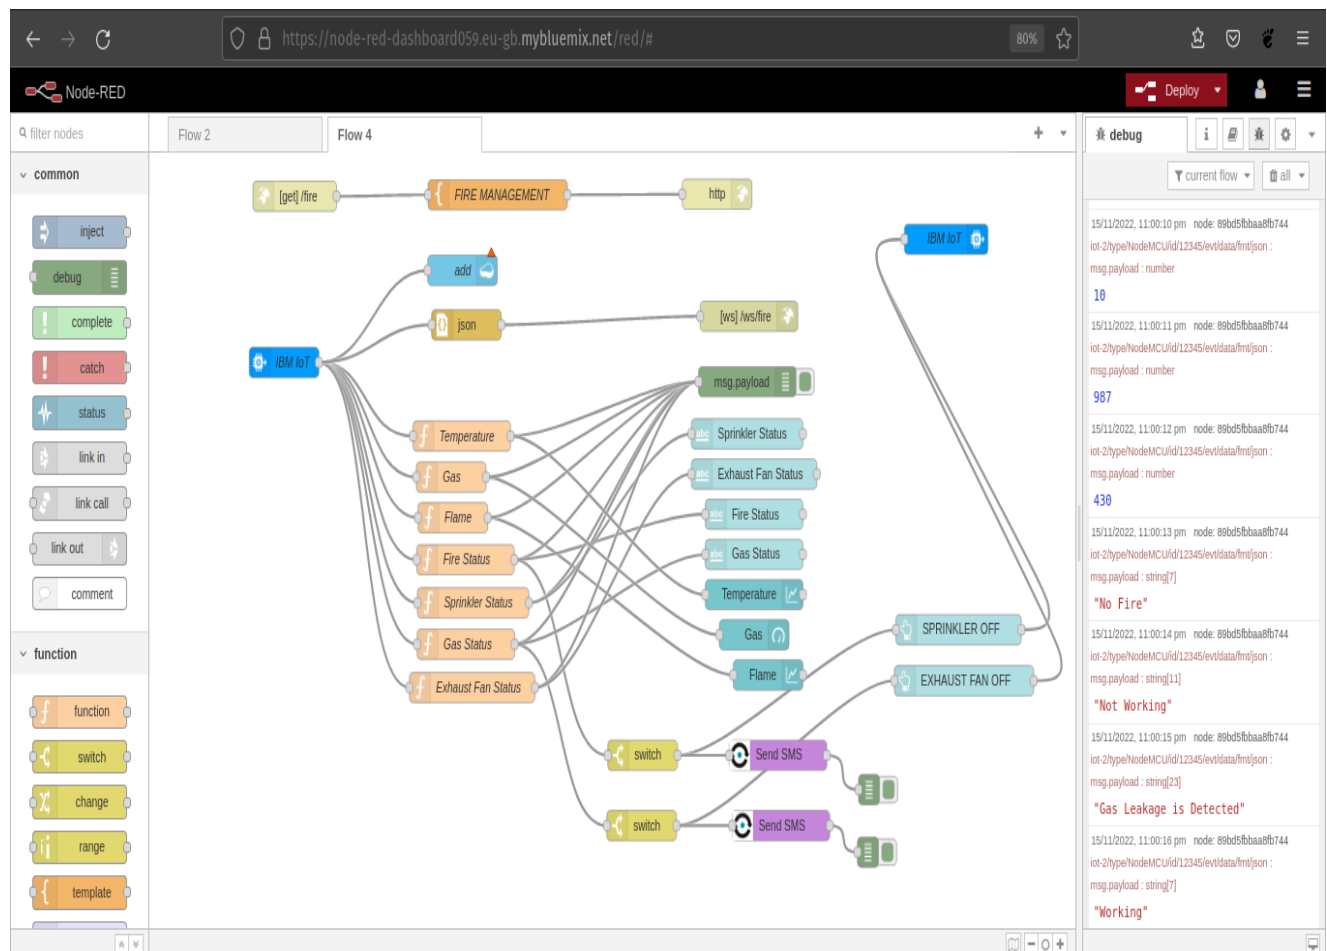 https://node-red-dashboard059.eu-gb.mybluemix.net/red/#
80%
Node-RED
Deploy
filter nodes
Flow 2
Flow 4
debug
i
common
current flow
all
inject
debug
complete
catch
status
link in
link call
link out
comment
function
function
switch
change
range
template
[get] /fire
FIRE MANAGEMENT
http
IBM IoT
add
json
[ws] /ws/fire
IBM IoT
msg.payload
Temperature
Gas
Flame
Fire Status
Sprinkler Status
Gas Status
Exhaust Fan Status
abc Sprinkler Status
abc Exhaust Fan Status
abc Fire Status
abc Gas Status
Temperature
Gas
Flame
SPRINKLER OFF
EXHAUST FAN OFF
switch
Send SMS
switch
Send SMS
15/11/2022, 11:00:10 pm node: 89bd5fbbaa8fb744
iot-2/type/NodeMCU/id/12345/evt/data/fmt/json :
msg.payload : number
10
15/11/2022, 11:00:11 pm node: 89bd5fbbaa8fb744
iot-2/type/NodeMCU/id/12345/evt/data/fmt/json :
msg.payload : number
987
15/11/2022, 11:00:12 pm node: 89bd5fbbaa8fb744
iot-2/type/NodeMCU/id/12345/evt/data/fmt/json :
msg.payload : number
430
15/11/2022, 11:00:13 pm node: 89bd5fbbaa8fb744
iot-2/type/NodeMCU/id/12345/evt/data/fmt/json :
msg.payload : string[7]
"No Fire"
15/11/2022, 11:00:14 pm node: 89bd5fbbaa8fb744
iot-2/type/NodeMCU/id/12345/evt/data/fmt/json :
msg.payload : string[11]
"Not Working"
15/11/2022, 11:00:15 pm node: 89bd5fbbaa8fb744
iot-2/type/NodeMCU/id/12345/evt/data/fmt/json :
msg.payload : string[23]
"Gas Leakage is Detected"
15/11/2022, 11:00:16 pm node: 89bd5fbbaa8fb744
iot-2/type/NodeMCU/id/12345/evt/data/fmt/json :
msg.payload : string[7]
"Working"